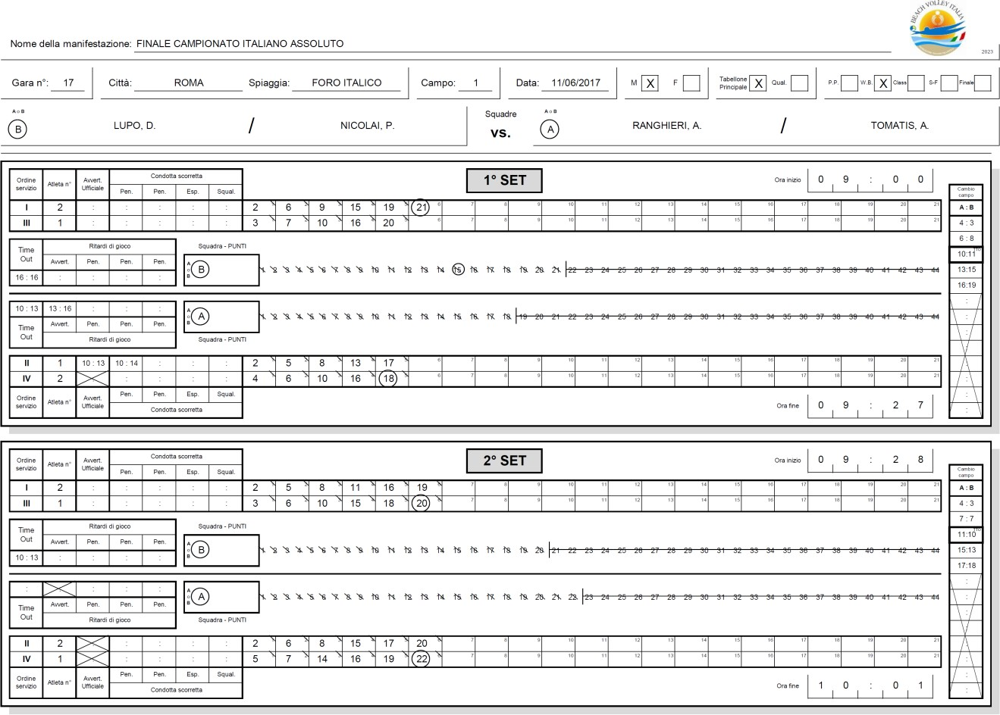 BEACH VOLLEY ITALIA
Nome della manifestazione: FINALE CAMPIONATO ITALIANO ASSOLUTO
2023
Gara n°: 17 Città: ROMA Spiaggia: FORO ITALICO Campo: 1 Data: 11/06/2017 M X F Tabellone Principale X Qual. P.P. W.B. X Class S-F Finale
A o B Squadre A o B
B LUPO, D. / NICOLAI, P. vs. A RANGHIERI, A. / TOMATIS, A.
Ordine servizio Atleta n° Avvert. Ufficiale Condotta scorretta 1° SET Ora inizio 0 9 : 0 0
Pen. Pen. Esp. Squal. Cambio campo
I 2 : : : : : 2 6 9 15 19 21 6 7 8 9 10 11 12 13 14 15 16 17 18 19 20 21 A : B
III 1 : : : : : 3 7 10 16 20 6 7 8 9 10 11 12 13 14 15 16 17 18 19 20 21 4 : 3
6 : 8
Time Out Ritardi di gioco Squadra - PUNTI
Avvert. Pen. Pen. Pen. 10:11
16 : 16 : : : : A o B B 1 2 3 4 5 6 7 8 9 10 11 12 13 14 15 16 17 18 19 20 21 22 23 24 25 26 27 28 29 30 31 32 33 34 35 36 37 38 39 40 41 42 43 44 13:15
16:19
10 : 13 13 : 16 : : : A o B A 1 2 3 4 5 6 7 8 9 10 11 12 13 14 15 16 17 18 19 20 21 22 23 24 25 26 27 28 29 30 31 32 33 34 35 36 37 38 39 40 41 42 43 44
Time Out Avvert. Pen. Pen. Pen.
Ritardi di gioco Squadra - PUNTI
II 1 10 : 13 10 : 14 : : : 2 5 8 13 17 6 7 8 9 10 11 12 13 14 15 16 17 18 19 20 21
IV 2 : : : : 4 6 10 16 18 6 7 8 9 10 11 12 13 14 15 16 17 18 19 20 21
Ordine servizio Atleta n° Avvert. Ufficiale Pen. Pen. Esp. Squal.
Condotta scorretta Ora fine 0 9 : 2 7
Ordine servizio Atleta n° Avvert. Ufficiale Condotta scorretta 2° SET Ora inizio 0 9 : 2 8
Pen. Pen. Esp. Squal. Cambio campo
I 2 : : : : : 2 5 8 11 16 19 7 8 9 10 11 12 13 14 15 16 17 18 19 20 21 A : B
III 1 : : : : : 3 6 10 15 18 20 7 8 9 10 11 12 13 14 15 16 17 18 19 20 21 4 : 3
7 : 7
Time Out Ritardi di gioco Squadra - PUNTI
Avvert. Pen. Pen. Pen. 11:10
10 : 13 : : : : A o B B 1 2 3 4 5 6 7 8 9 10 11 12 13 14 15 16 17 18 19 20 21 22 23 24 25 26 27 28 29 30 31 32 33 34 35 36 37 38 39 40 41 42 43 44 15:13
17:18
: : : : A o B A 1 2 3 4 5 6 7 8 9 10 11 12 13 14 15 16 17 18 19 20 21 22 23 24 25 26 27 28 29 30 31 32 33 34 35 36 37 38 39 40 41 42 43 44
Time Out Avvert. Pen. Pen. Pen.
Ritardi di gioco Squadra - PUNTI
II 2 : : : : 2 6 8 15 17 20 7 8 9 10 11 12 13 14 15 16 17 18 19 20 21
IV 1 : : : : 5 7 14 16 19 22 7 8 9 10 11 12 13 14 15 16 17 18 19 20 21
Ordine servizio Atleta n° Avvert. Ufficiale Pen. Pen. Esp. Squal.
Condotta scorretta Ora fine 1 0 : 0 1